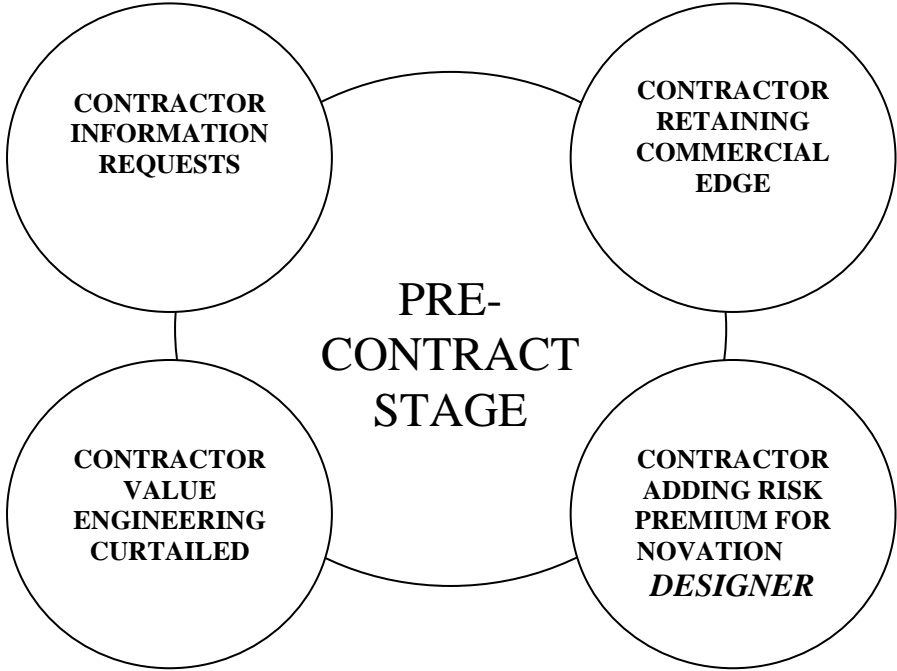 CONTRACTOR
INFORMATION
REQUESTS
CONTRACTOR
RETAINING
COMMERCIAL
EDGE
PRE-
CONTRACT
STAGE
CONTRACTOR
VALUE
ENGINEERING
CURTAILED
CONTRACTOR
ADDING RISK
PREMIUM FOR
NOVATION
DESIGNER